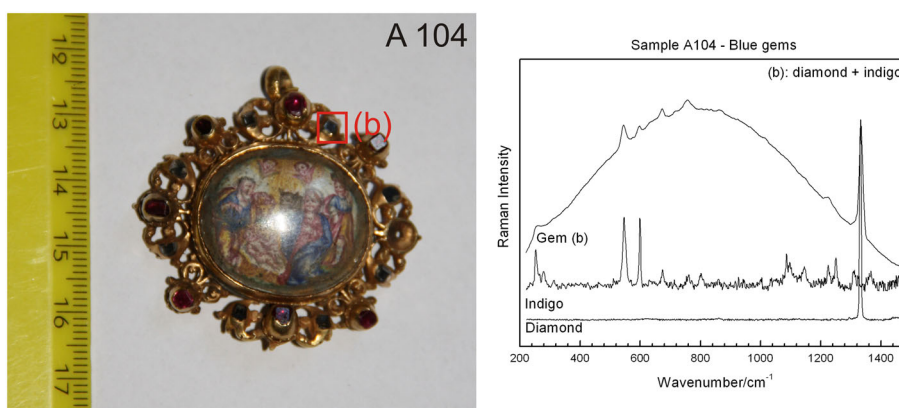 A 104
(b)
12
13
14
15
16
17
Sample A104 - Blue gems
(b): diamond + indigo
Raman Intensity
Gem (b)
Indigo
Diamond
200 400 600 800 1000 1200 1400
Wavenumber/cm⁻¹